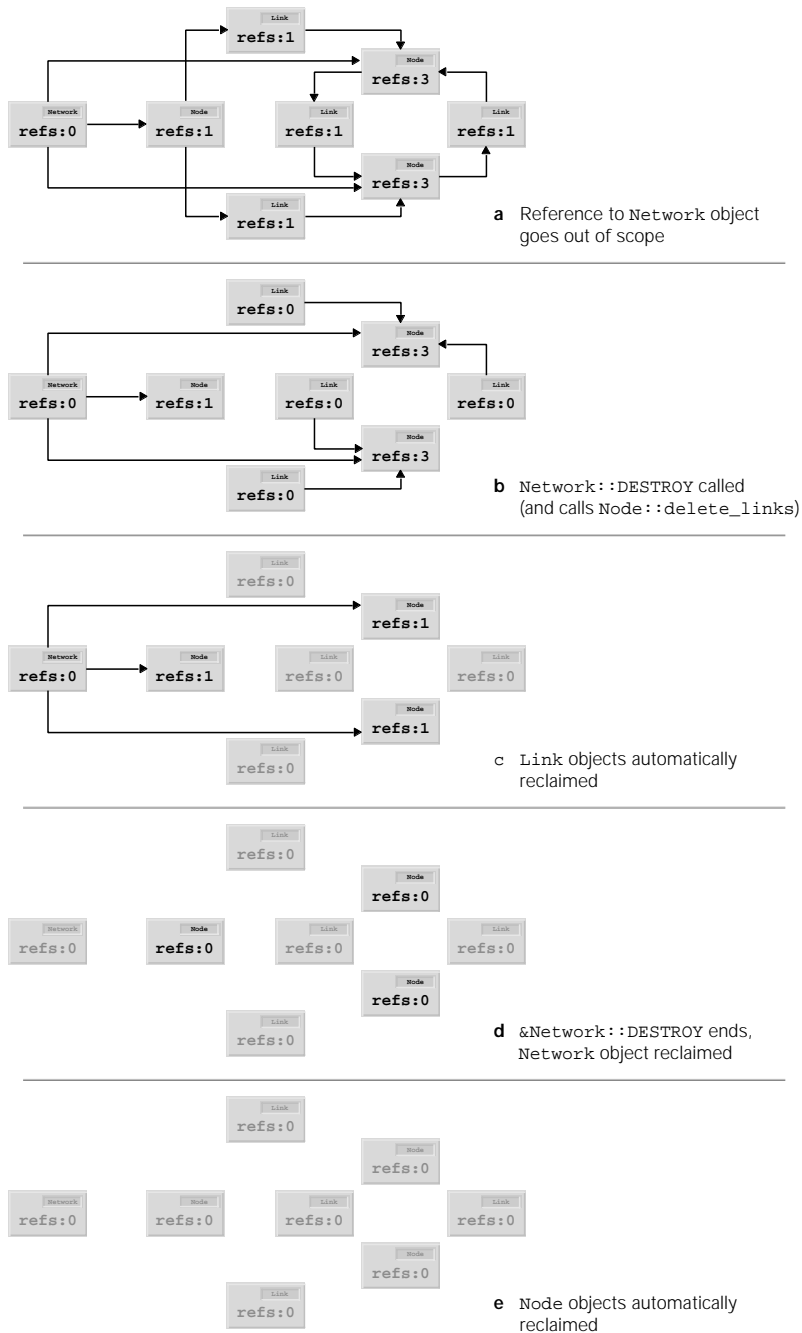 Link
refs:1
Node
refs:3
Network
refs:0
Node
refs:1
Link
refs:1
Link
refs:1
Node
refs:3
Link
refs:1
a Reference to Network object
goes out of scope
Link
refs:0
Node
refs:3
Network
refs:0
Node
refs:1
Link
refs:0
Link
refs:0
Node
refs:3
Link
refs:0
b Network::DESTROY called
(and calls Node::delete_links)
Link
refs:0
Node
refs:1
Network
refs:0
Node
refs:1
Link
refs:0
Link
refs:0
Node
refs:1
Link
refs:0
c Link objects automatically
reclaimed
Link
refs:0
Node
refs:0
Network
refs:0
Node
refs:0
Link
refs:0
Link
refs:0
Node
refs:0
Link
refs:0
d &Network::DESTROY ends,
Network object reclaimed
Link
refs:0
Node
refs:0
Network
refs:0
Node
refs:0
Link
refs:0
Link
refs:0
Node
refs:0
Link
refs:0
e Node objects automatically
reclaimed